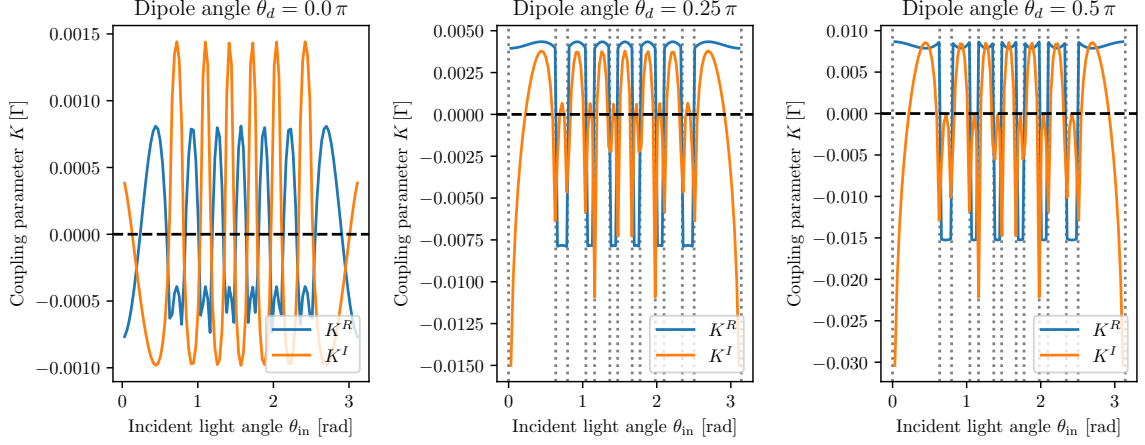 Dipole angle θ_d = 0.0 π
Coupling parameter K [Γ]
0.0015
0.0010
0.0005
0.0000
−0.0005
−0.0010
K^R
K^I
0
1
2
3
Incident light angle θ_in [rad]
Dipole angle θ_d = 0.25 π
Coupling parameter K [Γ]
0.0050
0.0025
0.0000
−0.0025
−0.0050
−0.0075
−0.0100
−0.0125
−0.0150
K^R
K^I
0
1
2
3
Incident light angle θ_in [rad]
Dipole angle θ_d = 0.5 π
Coupling parameter K [Γ]
0.010
0.005
0.000
−0.005
−0.010
−0.015
−0.020
−0.025
−0.030
K^R
K^I
0
1
2
3
Incident light angle θ_in [rad]